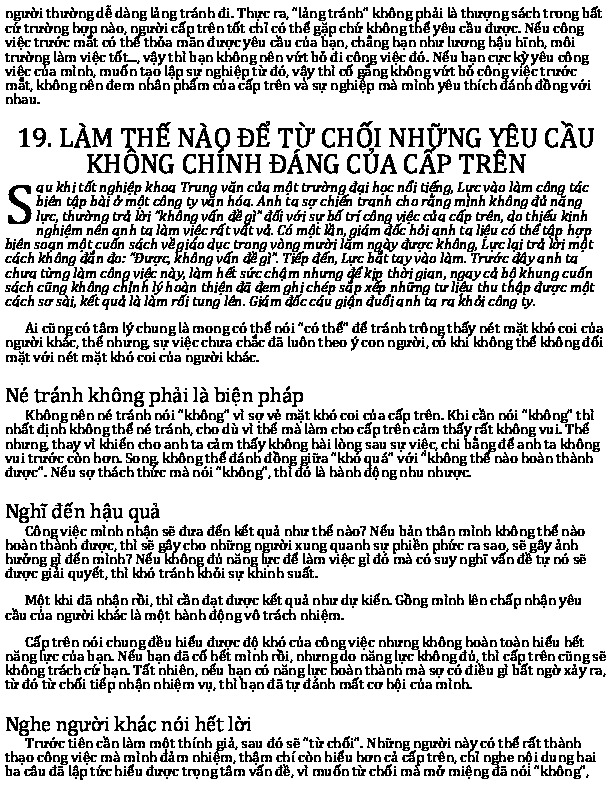 người thường dễ dàng lảng tránh đi. Thực ra, “lảng tránh” không phải là thượng sách trong bất
cứ trường hợp nào, người cấp trên tốt chỉ có thể gặp chứ không thể yêu cầu được. Nếu công
việc trước mắt có thể thỏa mãn được yêu cầu của bạn, chẳng hạn như lương hậu hĩnh, môi
trường làm việc tốt..., vậy thì bạn không nên vứt bỏ đi công việc đó. Nếu bạn cực kỳ yêu công
việc của mình, muốn tạo lập sự nghiệp từ đó, vậy thì cố gắng không vứt bỏ công việc trước
mắt, không nên đem nhân phẩm của cấp trên và sự nghiệp mà mình yêu thích đánh đồng với
nhau.
19. LÀM THẾ NÀO ĐỂ TỪ CHỐI NHỮNG YÊU CẦU
KHÔNG CHÍNH ĐÁNG CỦA CẤP TRÊN
Sau khi tốt nghiệp khoa Trung văn của một trường đại học nổi tiếng, Lực vào làm công tác
biên tập bài ở một công ty văn hóa. Anh ta sợ chiến tranh cho rằng mình không đủ năng
lực, thường trả lời “không vấn đề gì” đối với sự bố trí công việc của cấp trên, do thiếu kinh
nghiệm nên anh ta làm việc rất vất vả. Có một lần, giám đốc hỏi anh ta liệu có thể tập hợp
biên soạn một cuốn sách về giáo dục trong vòng mười lăm ngày được không, Lực lại trả lời một
cách không đắn đo: “Được, không vấn đề gì”. Tiếp đến, Lực bắt tay vào làm. Trước đây anh ta
chưa từng làm công việc này, làm hết sức chậm nhưng để kịp thời gian, ngay cả bộ khung cuốn
sách cũng không chỉnh lý hoàn thiện đã đem ghị chép sắp xếp những tư liệu thu thập được một
cách sơ sài, kết quả là làm rối tung lên. Giám đốc cáu giận đuổi anh ta ra khỏi công ty.
Ai cũng có tâm lý chung là mong có thể nói “có thể” để tránh trông thấy nét mặt khó coi của
người khác, thế nhưng, sự việc chưa chắc đã luôn theo ý con người, có khi không thể không đối
mặt với nét mặt khó coi của người khác.
Né tránh không phải là biện pháp
Không nên né tránh nói “không” vì sợ vẻ mặt khó coi của cấp trên. Khi cần nói “không” thì
nhất định không thể né tránh, cho dù vì thế mà làm cho cấp trên cảm thấy rất không vui. Thế
nhưng, thay vì khiến cho anh ta cảm thấy không hài lòng sau sự việc, chi bằng để anh ta không
vui trước còn hơn. Song, không thể đánh đồng giữa “khó quá” với “không thể nào hoàn thành
được”. Nếu sợ thách thức mà nói “không”, thì đó là hành động nhu nhược.
Nghĩ đến hậu quả
Công việc mình nhận sẽ đưa đến kết quả như thế nào? Nếu bản thân mình không thể nào
hoàn thành được, thì sẽ gây cho những người xung quanh sự phiền phức ra sao, sẽ gây ảnh
hưởng gì đến mình? Nếu không đủ năng lực để làm việc gì đó mà có suy nghĩ vấn đề tự nó sẽ
được giải quyết, thì khó tránh khỏi sự khinh suất.
Một khi đã nhận rồi, thì cần đạt được kết quả như dự kiến. Gồng mình lên chấp nhận yêu
cầu của người khác là một hành động vô trách nhiệm.
Cấp trên nói chung đều hiểu được độ khó của công việc nhưng không hoàn toàn hiểu hết
năng lực của bạn. Nếu bạn đã cố hết mình rồi, nhưng do năng lực không đủ, thì cấp trên cũng sẽ
không trách cứ bạn. Tất nhiên, nếu bạn có năng lực hoàn thành mà sợ có điều gì bất ngờ xảy ra,
từ đó từ chối tiếp nhận nhiệm vụ, thì bạn đã tự đánh mất cơ hội của mình.
Nghe người khác nói hết lời
Trước tiên cần làm một thính giả, sau đó sẽ “từ chối”. Những người này có thể rất thành
thạo công việc mà mình đảm nhiệm, thậm chí còn hiểu hơn cả cấp trên, chỉ nghe nội dung hai
ba câu đã lập tức hiểu được trọng tâm vấn đề, vì muốn từ chối mà mở miệng đã nói “không”,